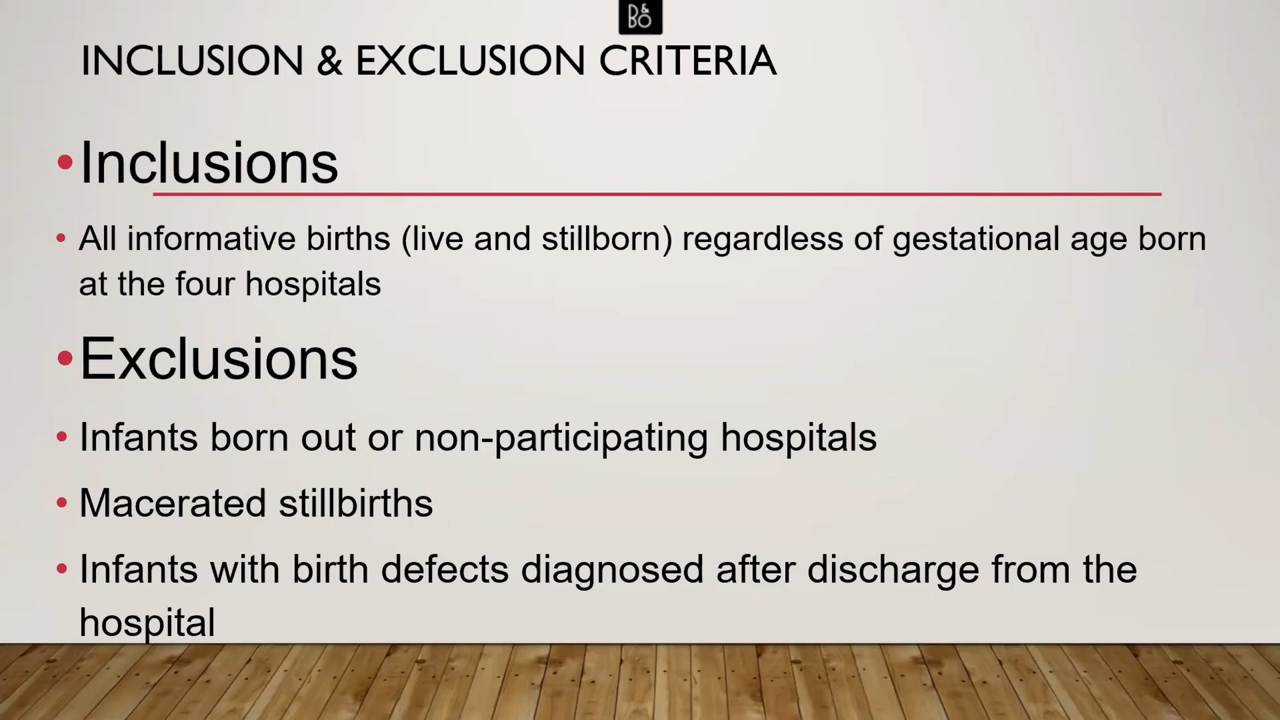 B&O
INCLUSION & EXCLUSION CRITERIA
•Inclusions
• All informative births (live and stillborn) regardless of gestational age born
at the four hospitals
•Exclusions
• Infants born out or non-participating hospitals
• Macerated stillbirths
• Infants with birth defects diagnosed after discharge from the
hospital